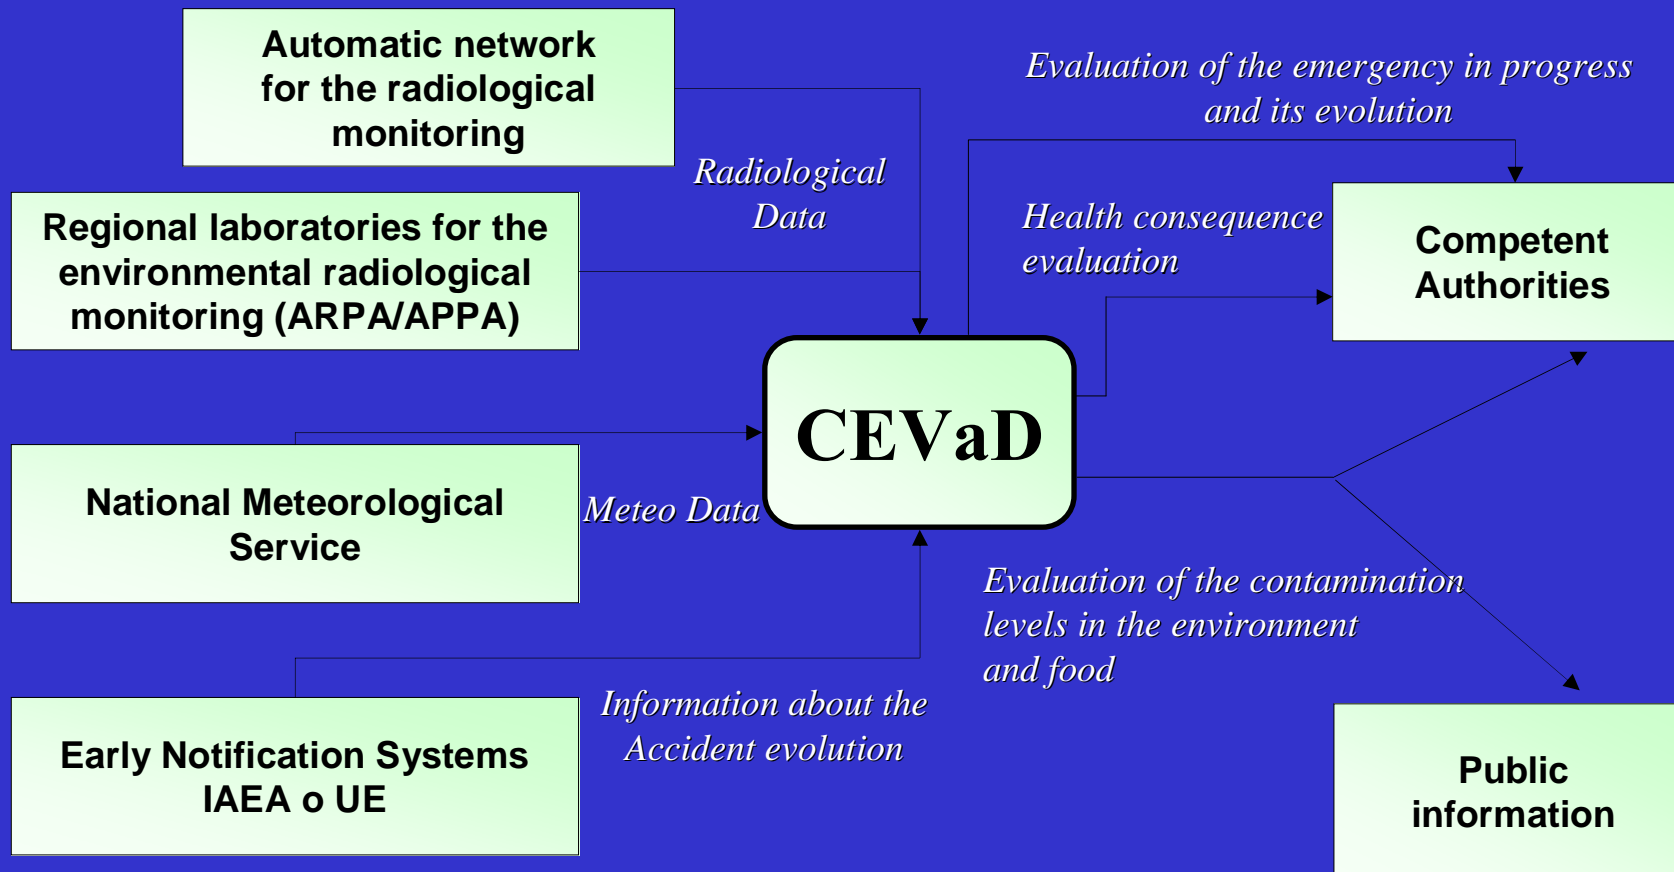 Automatic network
for the radiological
monitoring
Evaluation of the emergency in progress
and its evolution
Radiological
Data
Regional laboratories for the
environmental radiological
monitoring (ARPA/APPA)
Health consequence
evaluation
Competent
Authorities
CEVaD
National Meteorological
Service
Meteo Data
Evaluation of the contamination
levels in the environment
and food
Information about the
Accident evolution
Early Notification Systems
IAEA o UE
Public
information